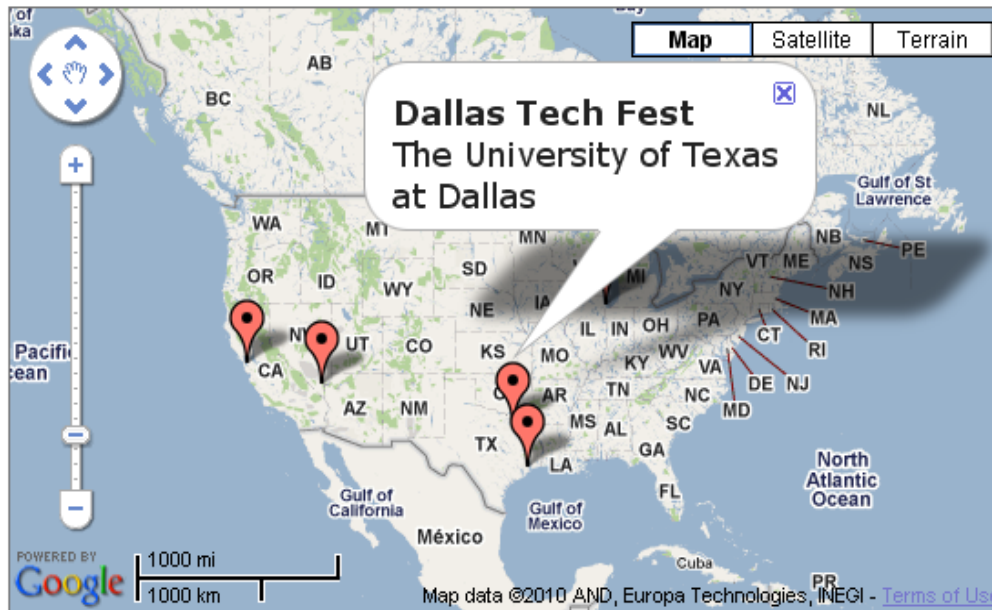 Map Satellite Terrain
AB
BC
NL
Dallas Tech Fest
The University of Texas
at Dallas
Gulf of St
Lawrence
WA
MT
MN
NB
PE
OR
ID
SD
MI
VT
ME
NS
WY
NE
IA
NY
NH
UT
CO
IL
IN
OH
PA
MA
CT
RI
Pacific
CA
KS
MO
KY
WV
VA
DE
NJ
AZ
NM
AR
TN
NC
MD
TX
MS
AL
SC
LA
GA
FL
North
Atlantic
Ocean
Gulf of
California
Gulf of
Mexico
México
Cuba
PR
POWERED BY
Google
1000 mi
1000 km
Map data ©2010 AND, Europa Technologies, INEGI - Terms of Use